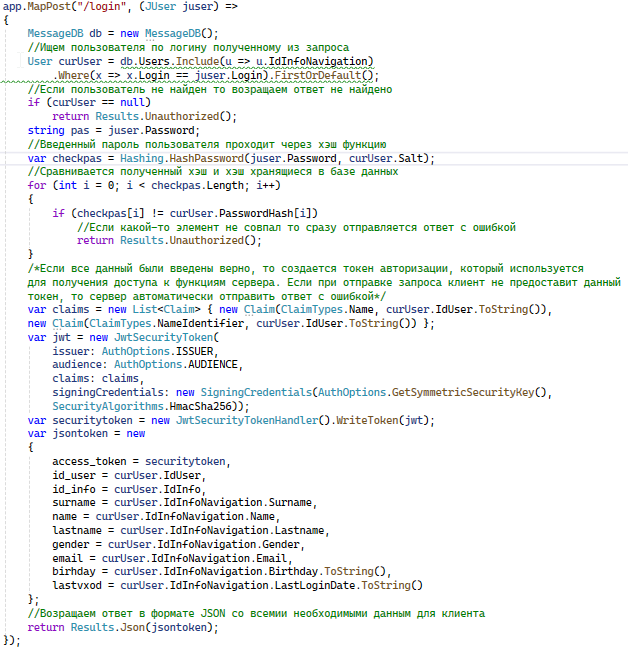 app.MapPost("/login", (JUser juser) =>
{
MessageDB db = new MessageDB();
//Ищем пользователя по логину полученному из запроса
User curUser = db.Users.Include(u => u.IdInfoNavigation)
.Where(x => x.Login == juser.Login).FirstOrDefault();
//Если пользователь не найден то возращаем ответ не найдено
if (curUser == null)
return Results.Unauthorized();
string pas = juser.Password;
//Введенный пароль пользователя проходит через хэш функцию
var checkpas = Hashing.HashPassword(juser.Password, curUser.Salt);
//Сравнивается полученный хэш и хэш хранящиеся в базе данных
for (int i = 0; i < checkpas.Length; i++)
{
if (checkpas[i] != curUser.PasswordHash[i])
//Если какой-то элемент не совпал то сразу отправляется ответ с ошибкой
return Results.Unauthorized();
}
/*Если все данный были введены верно, то создается токен авторизации, который используется
для получения доступа к функциям сервера. Если при отправке запроса клиент не предоставит данный
токен, то сервер автоматически отправить ответ с ошибкой*/
var claims = new List<Claim> { new Claim(ClaimTypes.Name, curUser.IdUser.ToString()),
new Claim(ClaimTypes.NameIdentifier, curUser.IdUser.ToString()) };
var jwt = new JwtSecurityToken(
issuer: AuthOptions.ISSUER,
audience: AuthOptions.AUDIENCE,
claims: claims,
signingCredentials: new SigningCredentials(AuthOptions.GetSymmetricSecurityKey(),
SecurityAlgorithms.HmacSha256));
var securitytoken = new JwtSecurityTokenHandler().WriteToken(jwt);
var jsontoken = new
{
access_token = securitytoken,
id_user = curUser.IdUser,
id_info = curUser.IdInfo,
surname = curUser.IdInfoNavigation.Surname,
name = curUser.IdInfoNavigation.Name,
lastname = curUser.IdInfoNavigation.Lastname,
gender = curUser.IdInfoNavigation.Gender,
email = curUser.IdInfoNavigation.Email,
birhday = curUser.IdInfoNavigation.Birthday.ToString(),
lastvxod = curUser.IdInfoNavigation.LastLoginDate.ToString()
};
//Возращаем ответ в формате JSON со всемии необходимыми данным для клиента
return Results.Json(jsontoken);
});